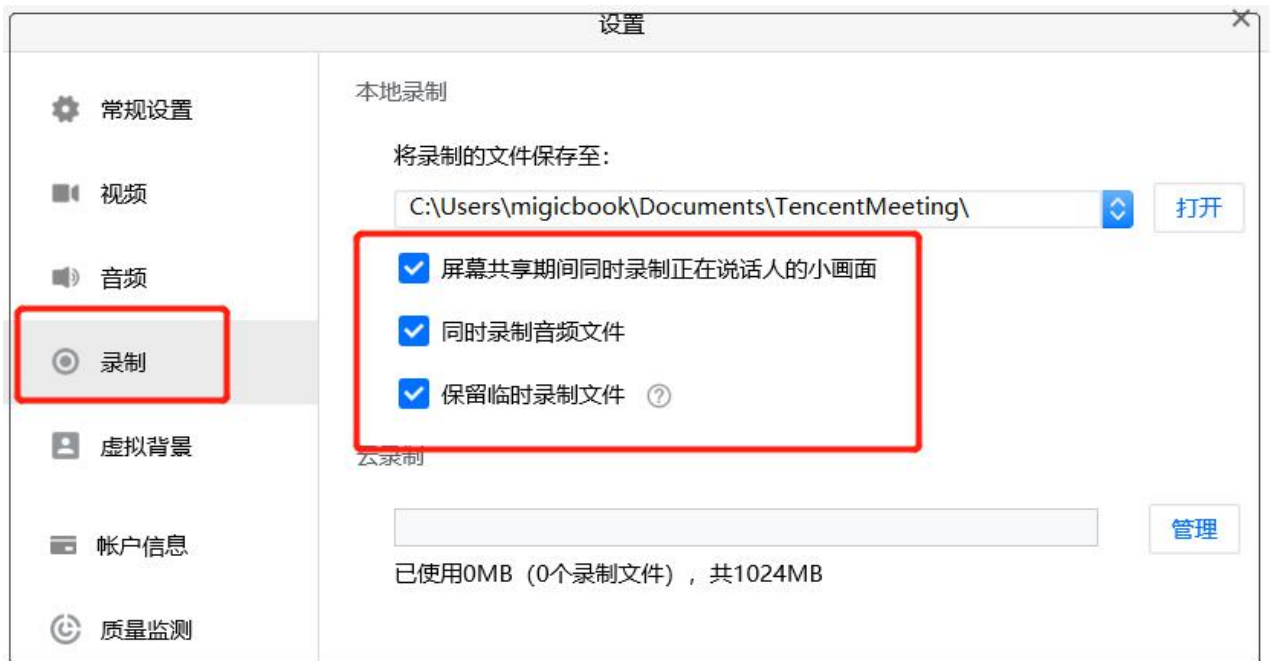 设置
常规设置
视频
音频
录制
虚拟背景
帐户信息
质量监测
本地录制
将录制的文件保存至:
C:\Users\migicbook\Documents\TencentMeeting\
打开
屏幕共享期间同时录制正在说话人的小画面
同时录制音频文件
保留临时录制文件 ?
云录制
管理
已使用0MB（0个录制文件），共1024MB